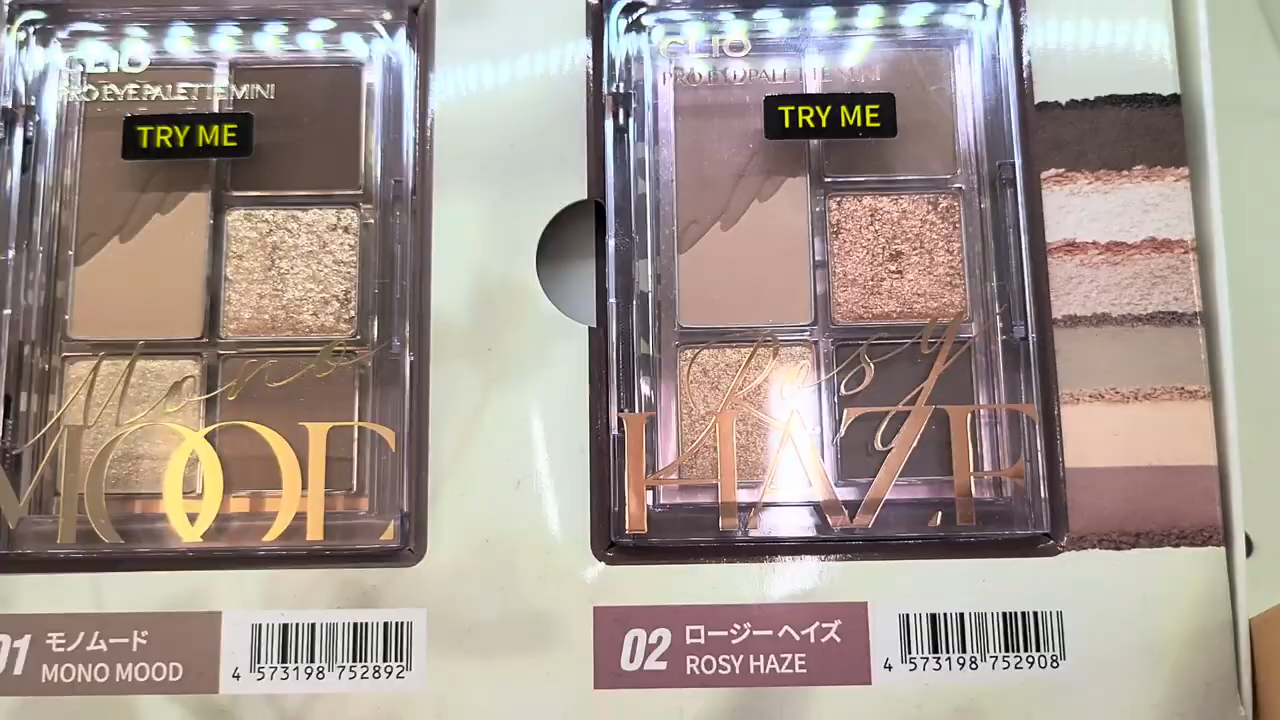 CLIO
PRO EYE PALETTE MINI
TRY ME
Mono
MOOD
01 モノムード
MONO MOOD
4 573198 752892
CLIO
PRO EYE PALETTE MINI
TRY ME
Rosy
HAZE
02 ロージーヘイズ
ROSY HAZE
4 573198 752908